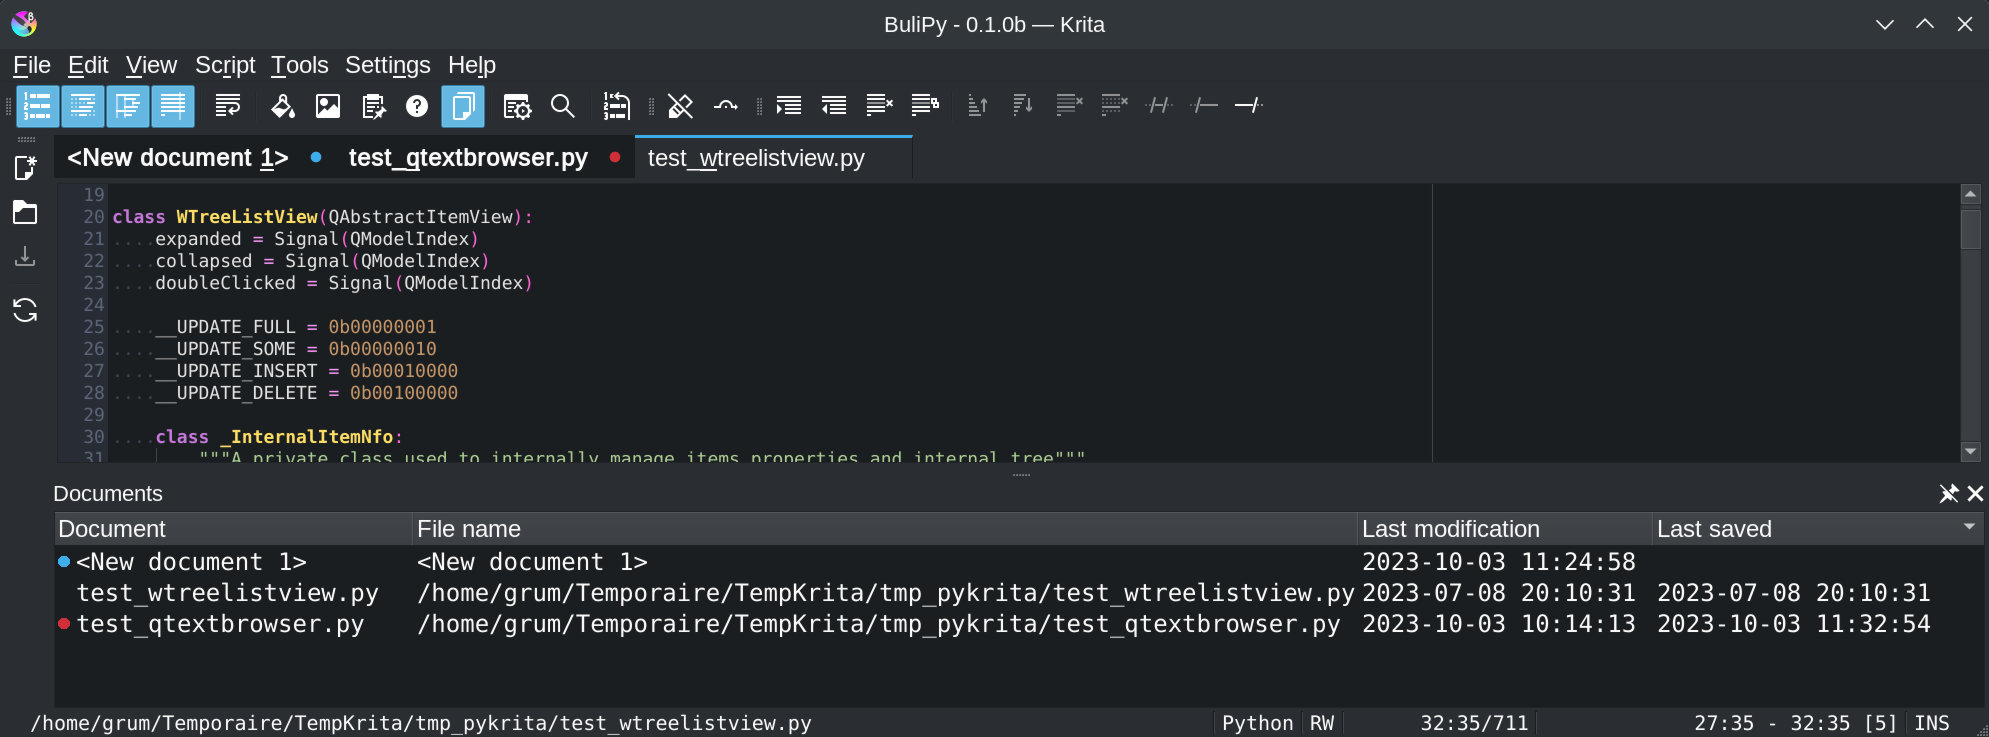 BuliPy - 0.1.0b — Krita
File Edit View Script Tools Settings Help
<New document 1> test_qtextbrowser.py test_wtreelistview.py
19
20 class WTreeListView(QAbstractItemView):
21 ....expanded = Signal(QModelIndex)
22 ....collapsed = Signal(QModelIndex)
23 ....doubleClicked = Signal(QModelIndex)
24
25 ....__UPDATE_FULL = 0b00000001
26 ....__UPDATE_SOME = 0b00000010
27 ....__UPDATE_INSERT = 0b00010000
28 ....__UPDATE_DELETE = 0b00100000
29
30 ....class _InternalItemNfo:
31 """A private class used to internally manage items properties and internal tree"""
Documents
Document File name Last modification Last saved
<New document 1> <New document 1> 2023-10-03 11:24:58
test_wtreelistview.py /home/grum/Temporaire/TempKrita/tmp_pykrita/test_wtreelistview.py 2023-07-08 20:10:31 2023-07-08 20:10:31
test_qtextbrowser.py /home/grum/Temporaire/TempKrita/tmp_pykrita/test_qtextbrowser.py 2023-10-03 10:14:13 2023-10-03 11:32:54
/home/grum/Temporaire/TempKrita/tmp_pykrita/test_wtreelistview.py Python RW 32:35/711 27:35 - 32:35 [5] INS